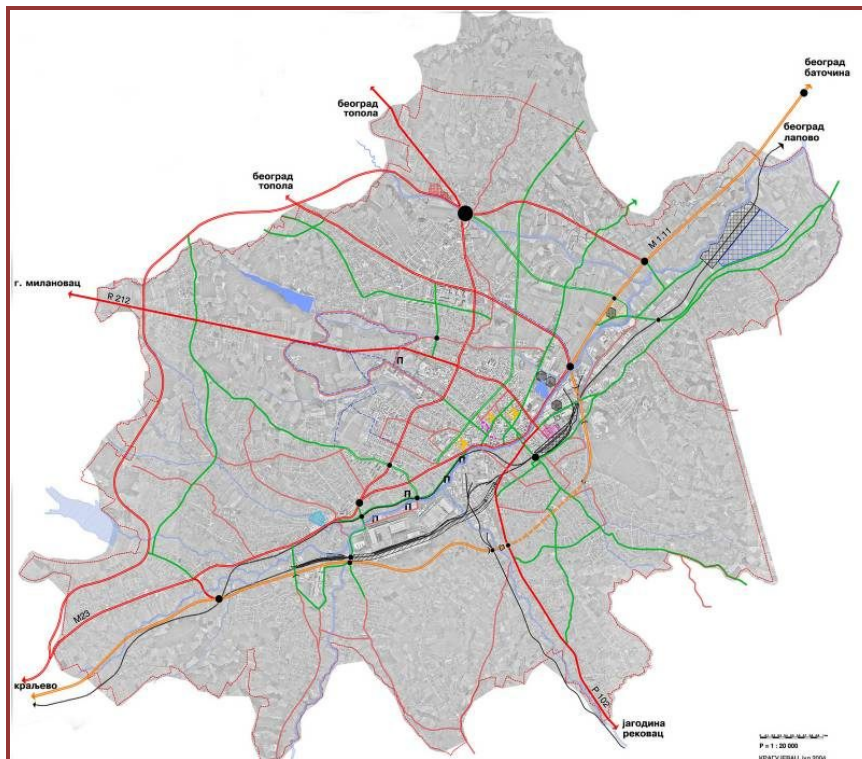 београд
баточина
београд
лапово
београд
топола
београд
топола
M 1.11
г. милановац
R 212
П
П
П
П
П
П
M23
краљево
P 102
јагодина
рековац
P = 1 : 20 000